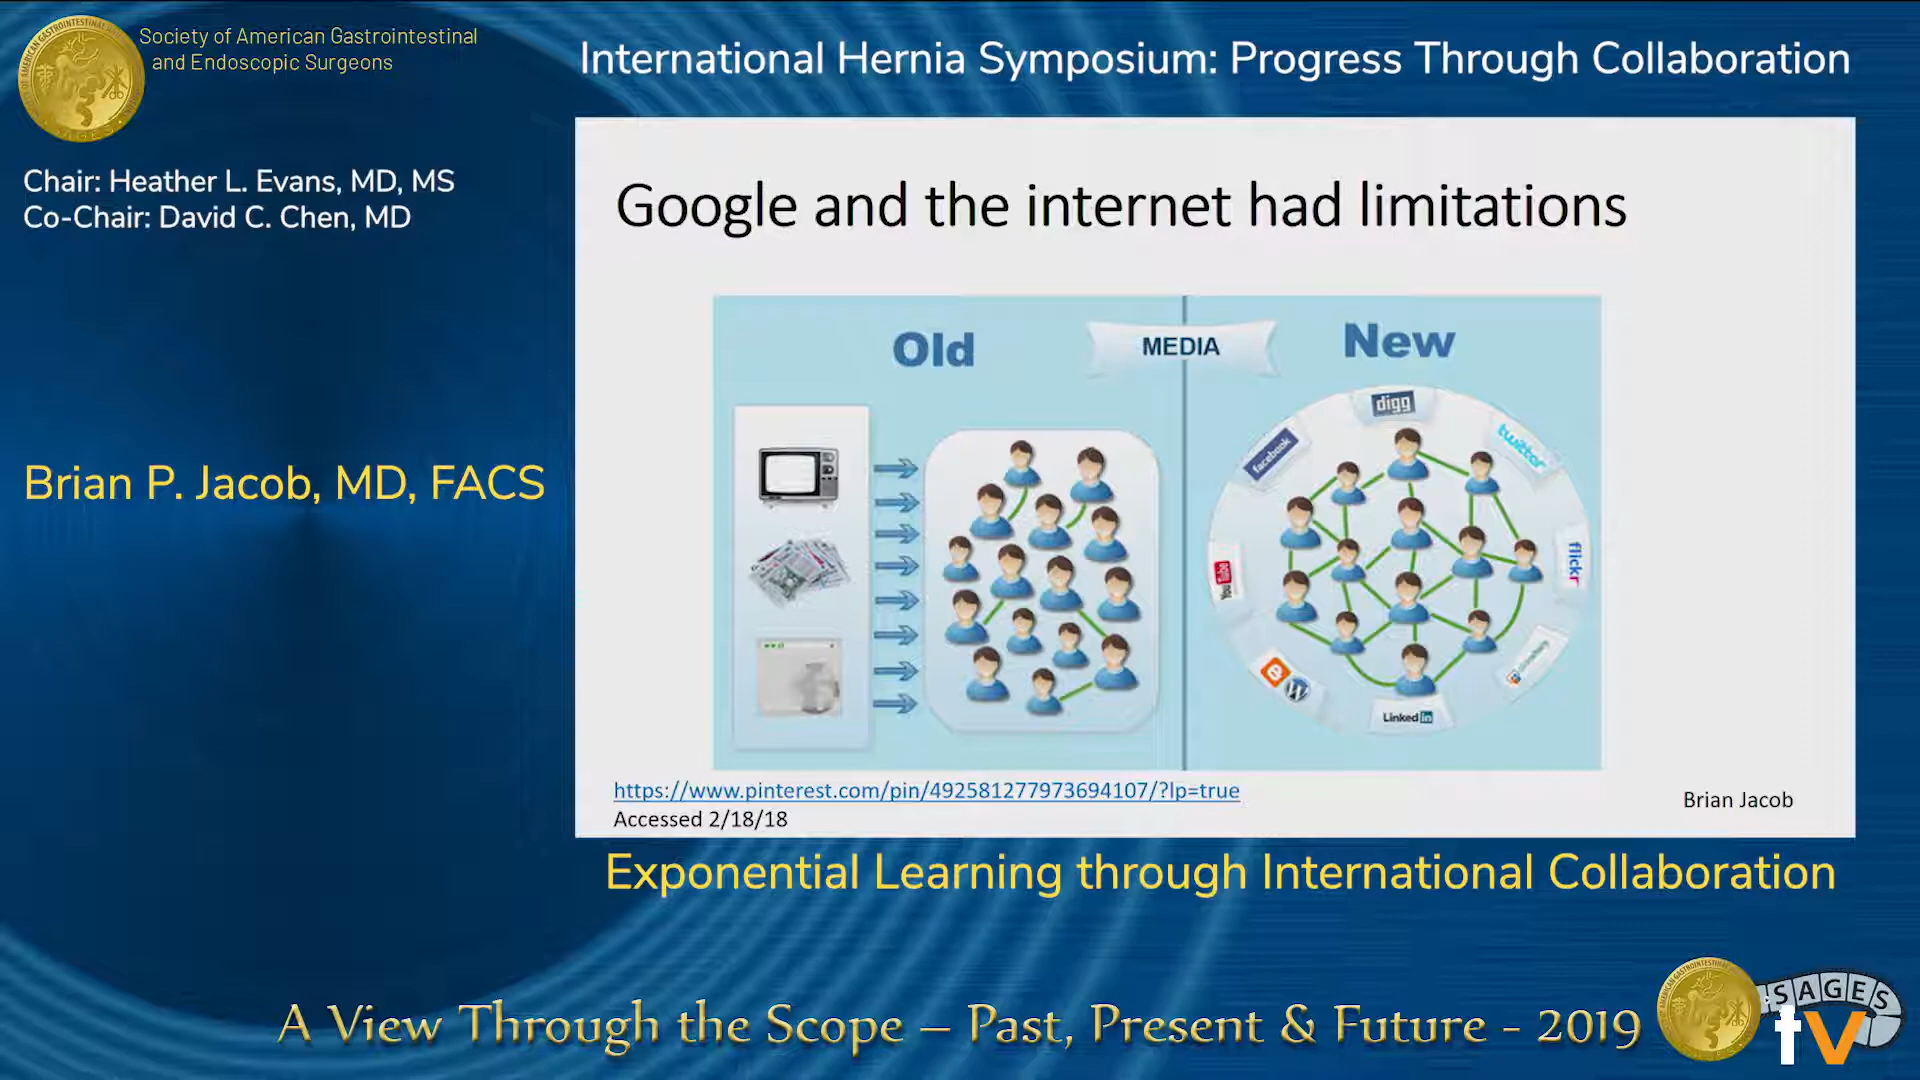 Society of American Gastrointestinal
and Endoscopic Surgeons
International Hernia Symposium: Progress Through Collaboration
Chair: Heather L. Evans, MD, MS
Co-Chair: David C. Chen, MD
Brian P. Jacob, MD, FACS
Google and the internet had limitations
Old
MEDIA
New
digg
facebook
twitter
flickr
YouTube
LinkedIn
https://www.pinterest.com/pin/492581277973694107/?lp=true
Accessed 2/18/18
Brian Jacob
Exponential Learning through International Collaboration
A View Through the Scope – Past, Present & Future - 2019
SAGES
tv